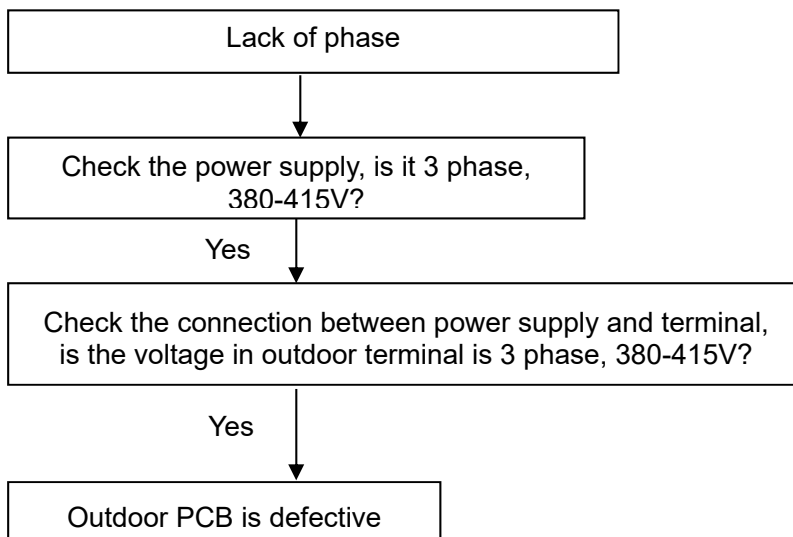 Lack of phase
Check the power supply, is it 3 phase,
380-415V?
Yes
Check the connection between power supply and terminal,
is the voltage in outdoor terminal is 3 phase, 380-415V?
Yes
Outdoor PCB is defective